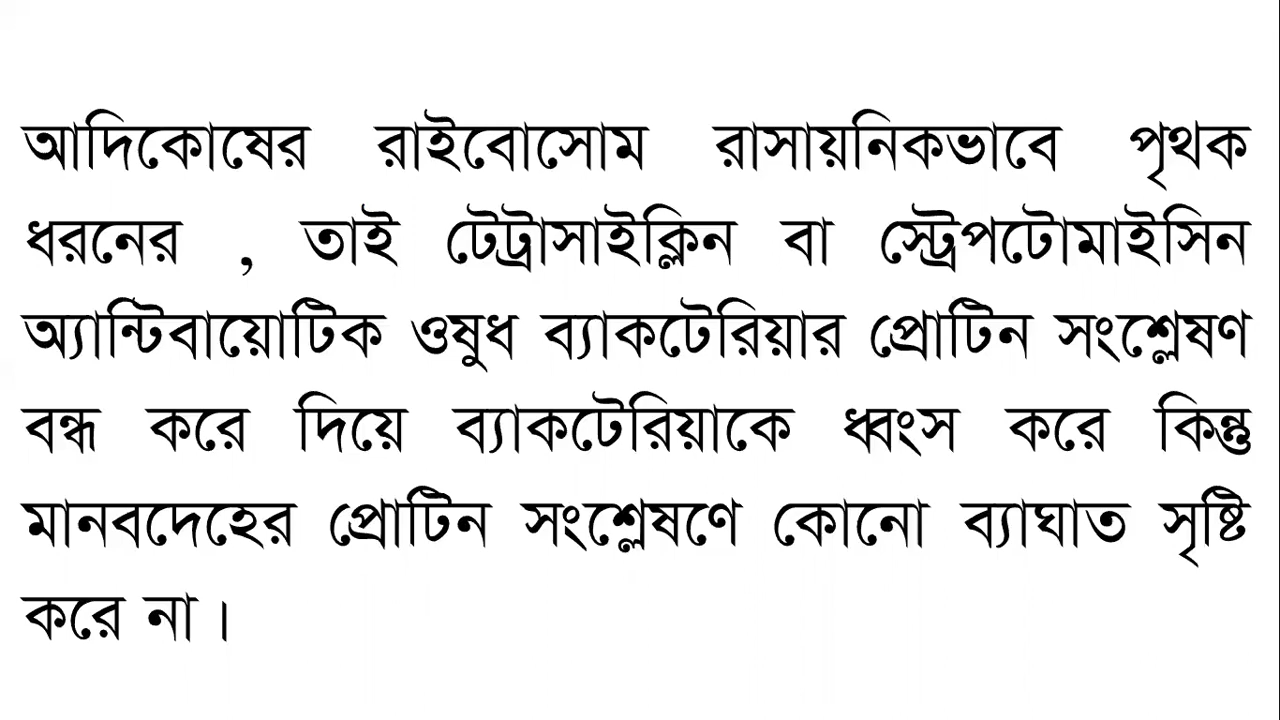 আদিকোষের রাইবোসোম রাসায়নিকভাবে পৃথক
ধরনের , তাই টেট্রাসাইক্লিন বা স্ট্রেপটোমাইসিন
অ্যান্টিবায়োটিক ওষুধ ব্যাকটেরিয়ার প্রোটিন সংশ্লেষণ
বন্ধ করে দিয়ে ব্যাকটেরিয়াকে ধ্বংস করে কিন্তু
মানবদেহের প্রোটিন সংশ্লেষণে কোনো ব্যাঘাত সৃষ্টি
করে না ।